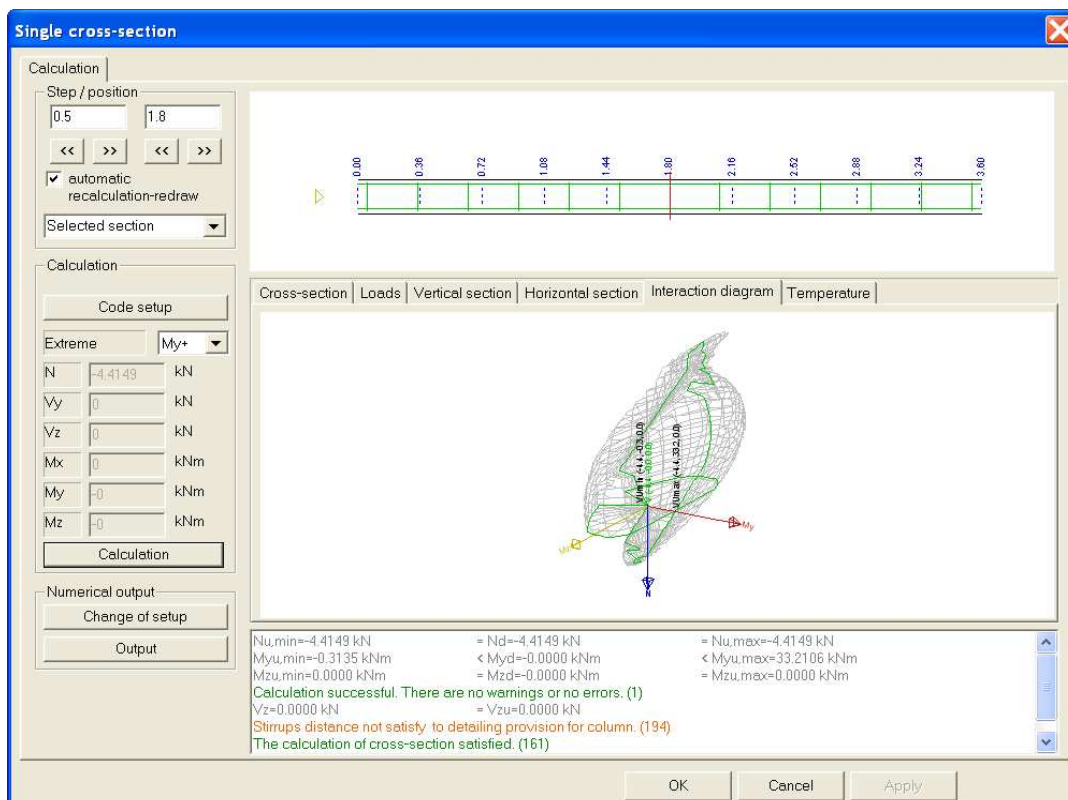 Single cross-section
Calculation
Step / position
0.5 1.8
<< >> << >>
automatic
recalculation-redraw
Selected section
0.00 0.36 0.72 1.08 1.44 1.80 2.16 2.52 2.88 3.24 3.60
Calculation
Code setup
Extreme My+
N -4.4149 kN
Vy 0 kN
Vz 0 kN
Mx 0 kNm
My -0 kNm
Mz -0 kNm
Calculation
Numerical output
Change of setup
Output
Cross-section Loads Vertical section Horizontal section Interaction diagram Temperature
VUmax (-4.4, 33.2, 0.0)
My
N
Nu,min=-4.4149 kN = Nd=-4.4149 kN = Nu,max=-4.4149 kN
Myu,min=-0.3135 kNm < Myd=-0.0000 kNm < Myu,max=33.2106 kNm
Mzu,min=0.0000 kNm = Mzd=-0.0000 kNm = Mzu,max=0.0000 kNm
Calculation successful. There are no warnings or no errors. (1)
Vz=0.0000 kN = Vzu=0.0000 kN
Stirrups distance not satisfy to detailing provision for column. (194)
The calculation of cross-section satisfied. (161)
OK Cancel Apply